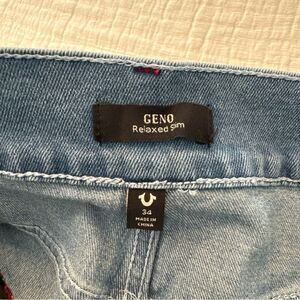 GENO
Relaxed Slim
34
MADE IN
CHINA